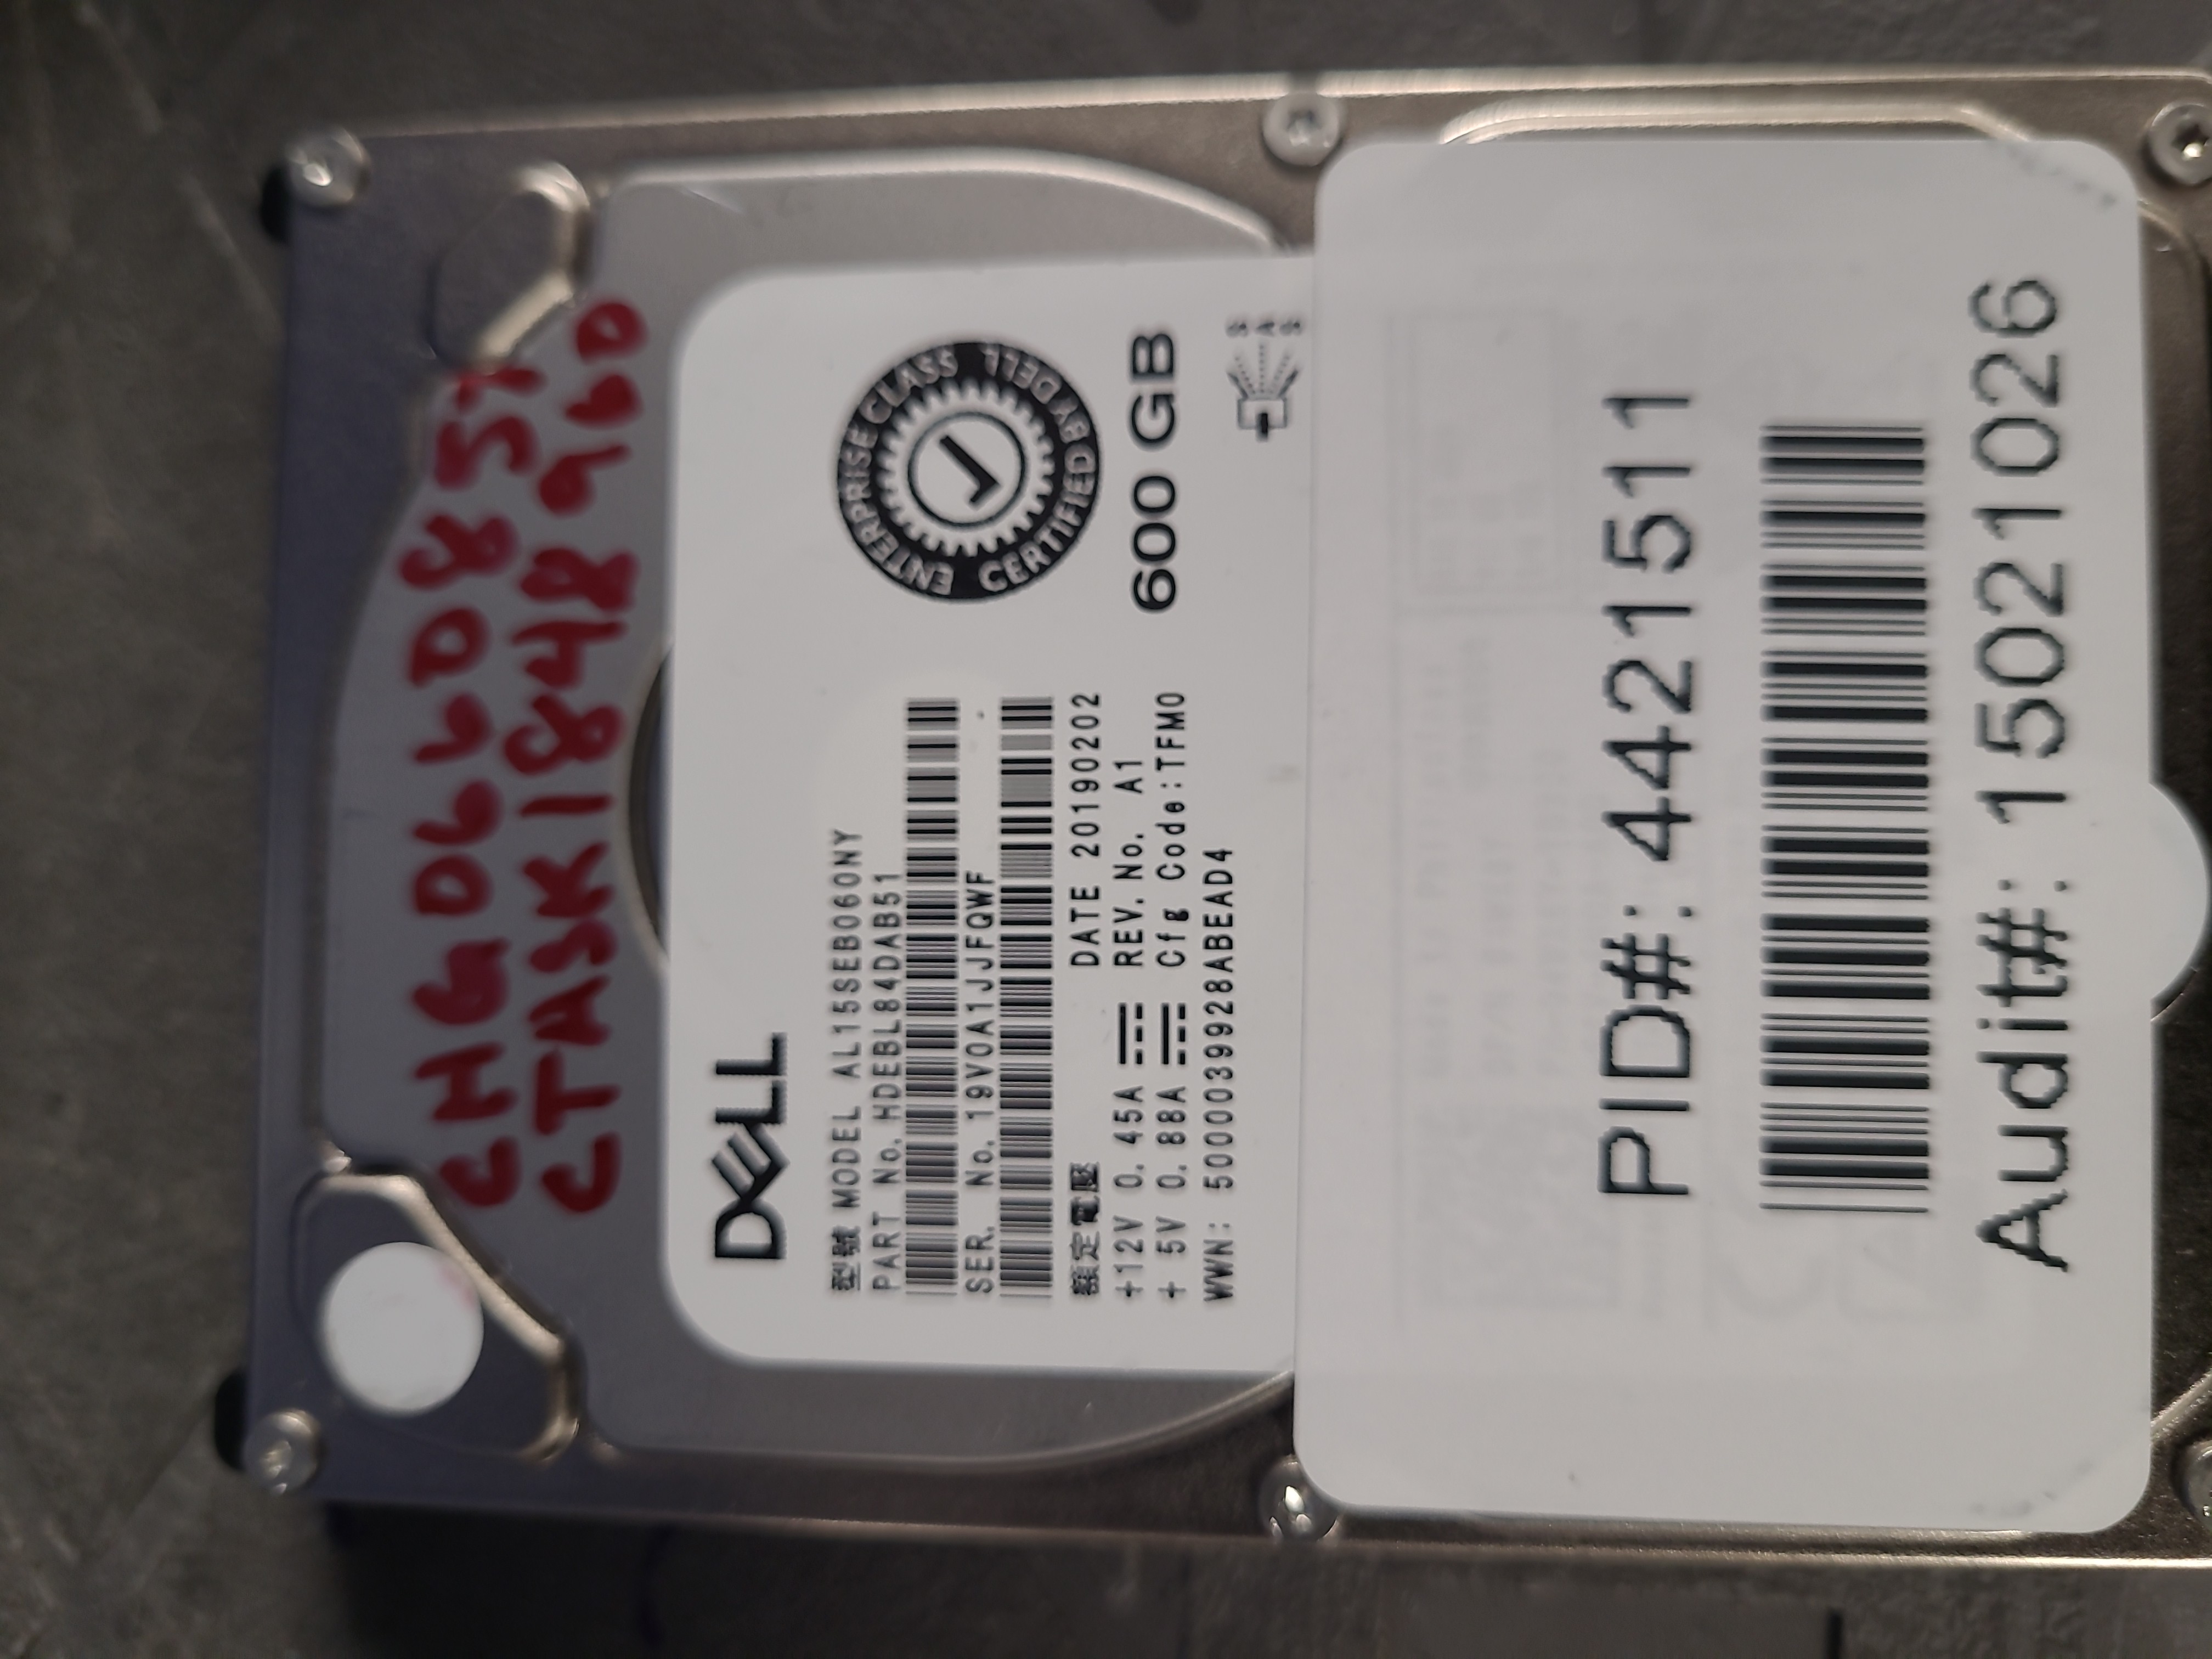 CTASK1848960
DELL
型號 MODEL AL15SEB060NY
PART No. HDEBL84DAB51
SER. No. 19V0A1JJFQWF
額定電壓 DATE 20190202
+12V 0.45A REV. No. A1
+ 5V 0.88A Cfg Code:TFM0
WWN: 5000039928ABEAD4
ENTERPRISE CLASS
CERTIFIED BY DELL
600 GB
SAS
PID#: 4421511
Audit#: 15021026